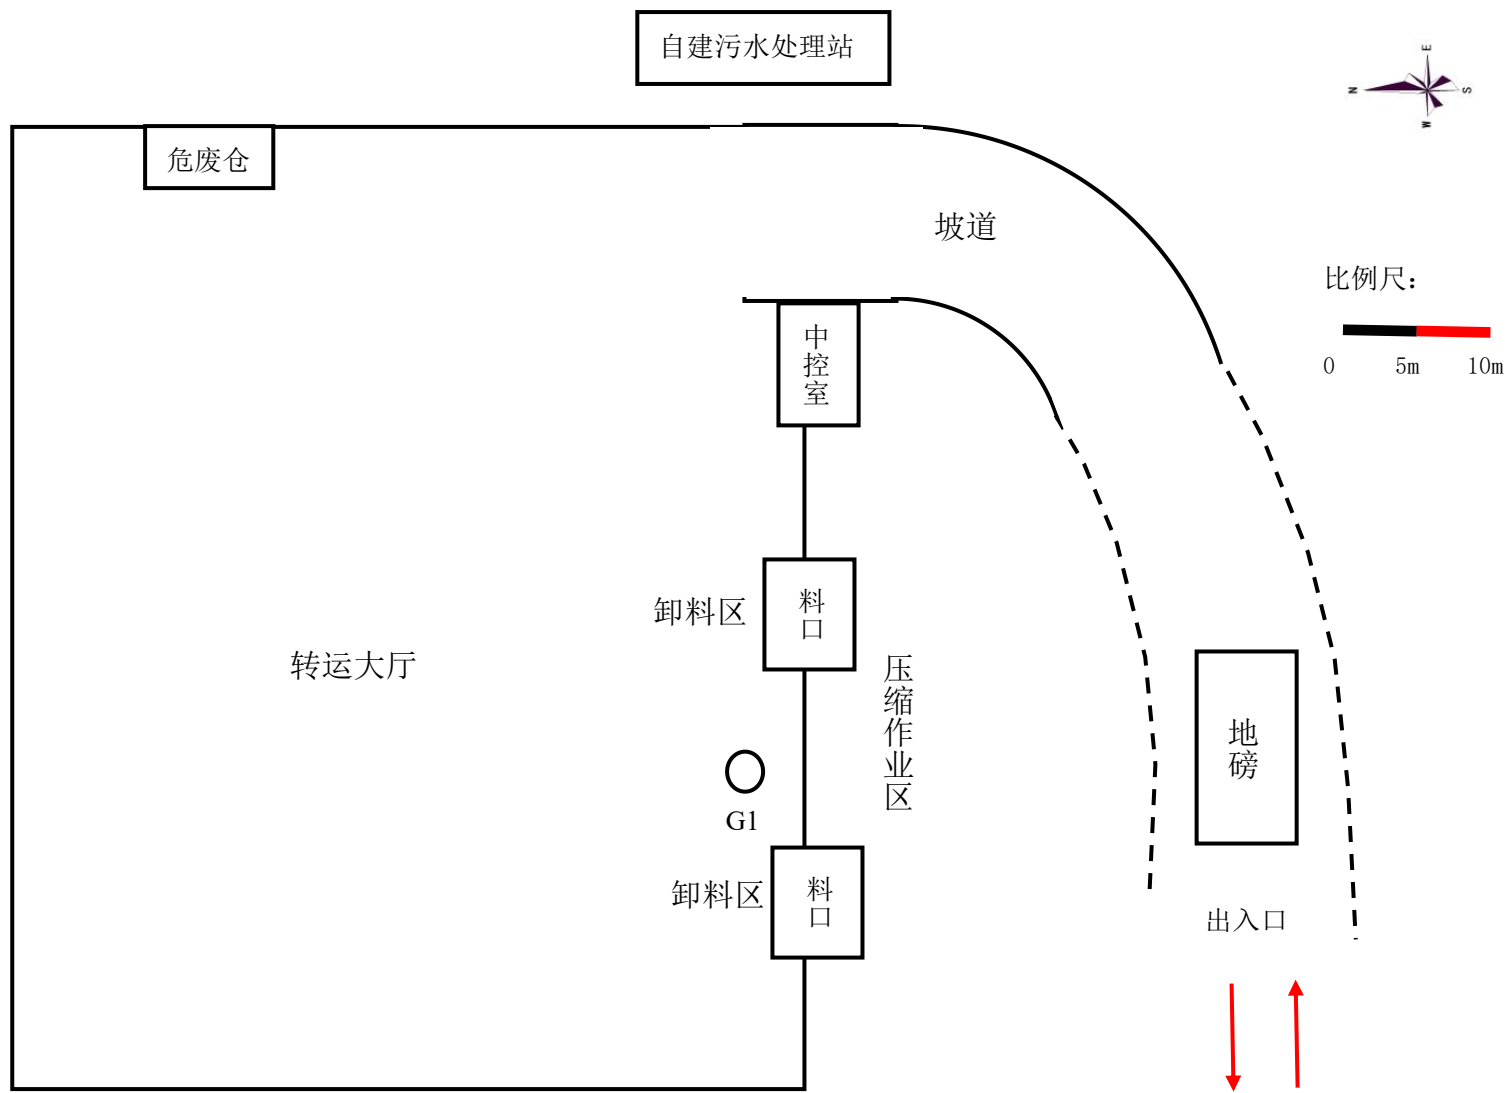 自建污水处理站
E
N
S
W
危废仓
坡道
比例尺：
0 5m 10m
中控室
料口
卸料区
转运大厅
压缩作业区
地磅
G1
料口
卸料区
出入口